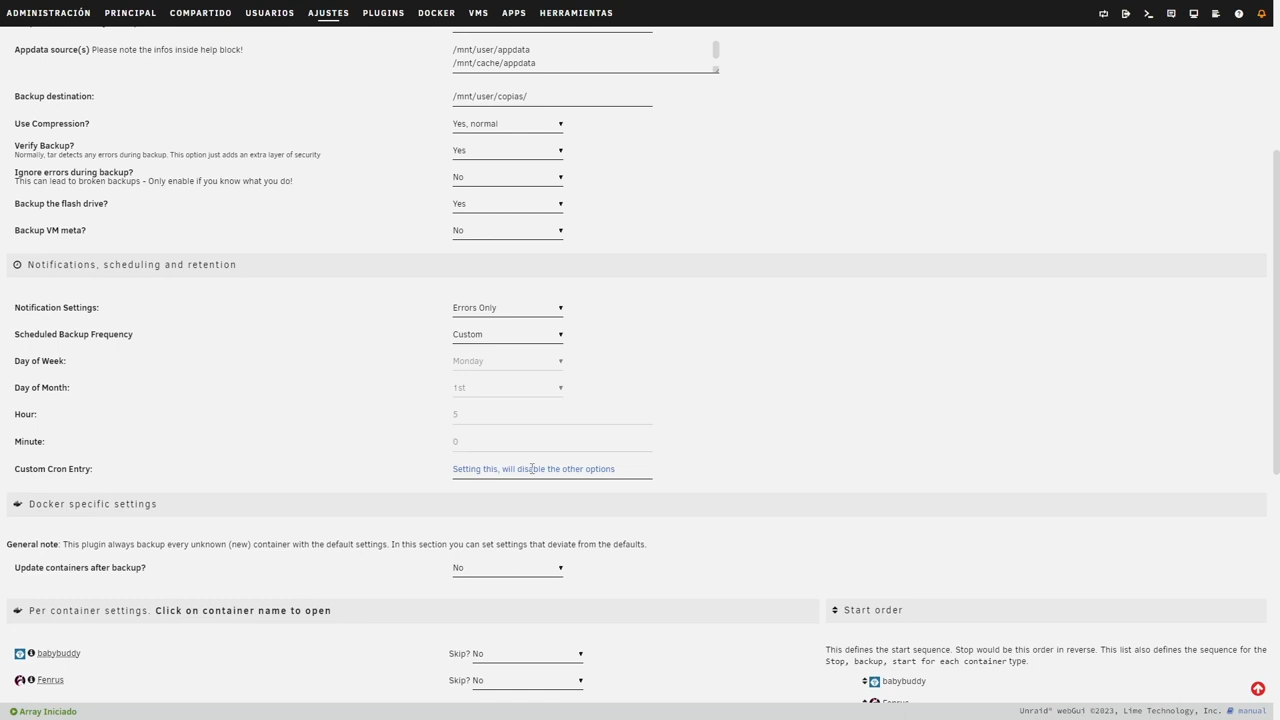 ADMINISTRACIÓN PRINCIPAL COMPARTIDO USUARIOS AJUSTES PLUGINS DOCKER VMS APPS HERRAMIENTAS
Appdata source(s) Please note the infos inside help block!
/mnt/user/appdata
/mnt/cache/appdata
Backup destination: /mnt/user/copias/
Use Compression? Yes, normal
Verify Backup? Yes
Normally, tar detects any errors during backup. This option just adds an extra layer of security
Ignore errors during backup? No
This can lead to broken backups - Only enable if you know what you do!
Backup the flash drive? Yes
Backup VM meta? No
Notifications, scheduling and retention
Notification Settings: Errors Only
Scheduled Backup Frequency Custom
Day of Week: Monday
Day of Month: 1st
Hour: 5
Minute: 0
Custom Cron Entry: Setting this, will disable the other options
Docker specific settings
General note: This plugin always backup every unknown (new) container with the default settings. In this section you can set settings that deviate from the defaults.
Update containers after backup? No
Per container settings. Click on container name to open
Start order
babybuddy Skip? No
Fenrus Skip? No
This defines the start sequence. Stop would be this order in reverse. This list also defines the sequence for the
Stop, backup, start for each container type.
babybuddy
Fenrus
Array Iniciado
Unraid® webGui ©2023, Lime Technology, Inc. manual